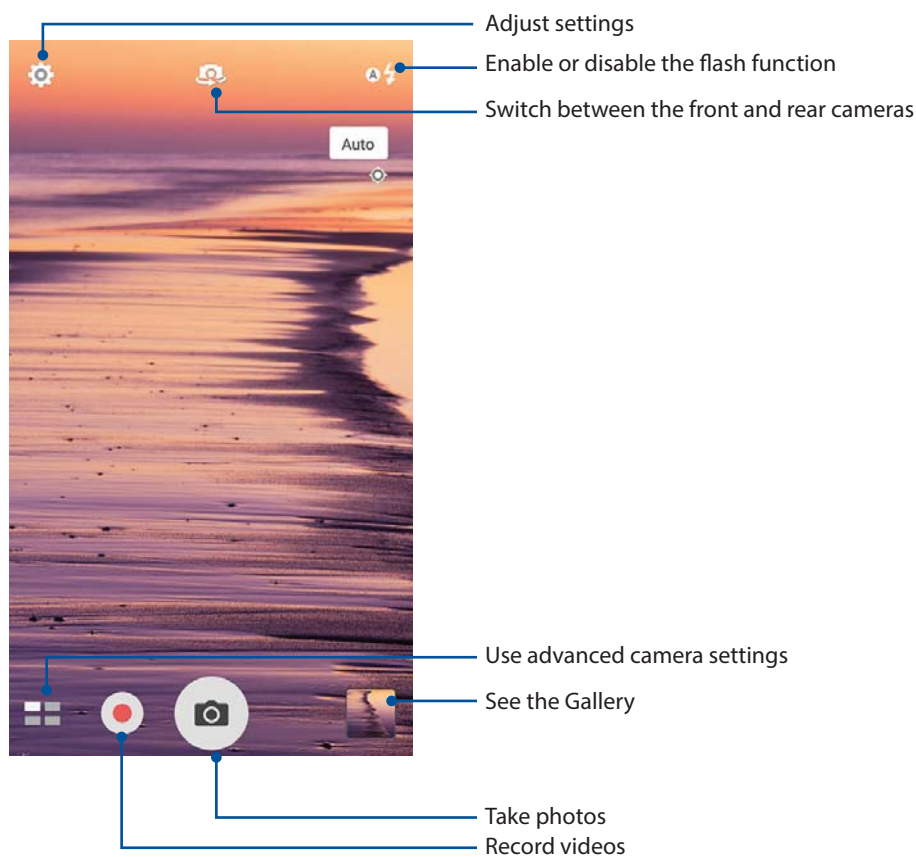 Adjust settings
Enable or disable the flash function
Switch between the front and rear cameras
A
Auto
Use advanced camera settings
See the Gallery
Take photos
Record videos